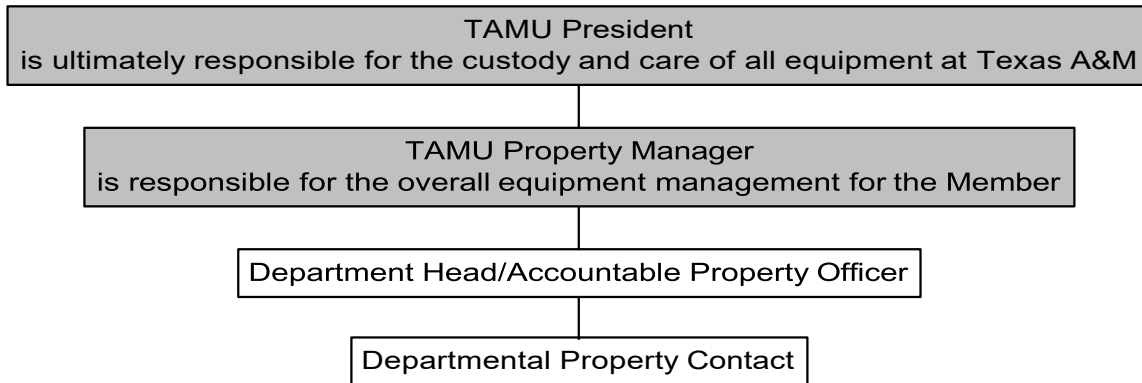 TAMU President
is ultimately responsible for the custody and care of all equipment at Texas A&M
TAMU Property Manager
is responsible for the overall equipment management for the Member
Department Head/Accountable Property Officer
Departmental Property Contact